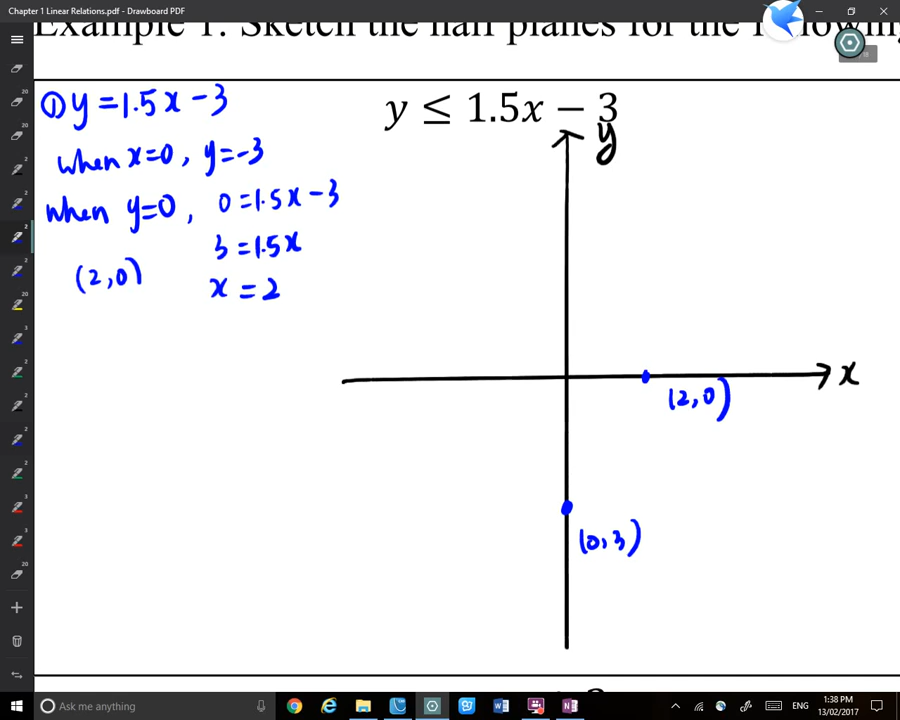 Chapter 1 Linear Relations.pdf - Drawboard PDF
Example 1: Sketch the half planes for the following
① y = 1.5x - 3
y ≤ 1.5x − 3
y
when x=0, y=-3
when y=0, 0=1.5x-3
3 = 1.5x
(2,0)
x = 2
x
(2,0)
(0,3)
Ask me anything
ENG
1:38 PM
13/02/2017